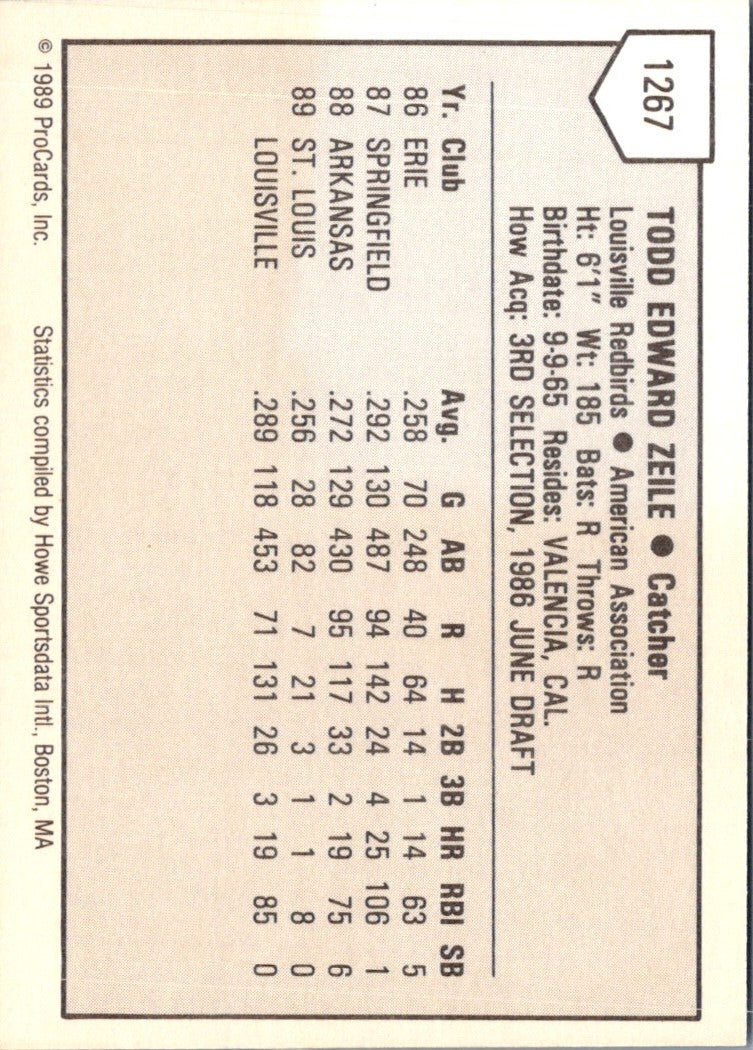 1267
TODD EDWARD ZEILE ● Catcher
Louisville Redbirds ● American Association
Ht: 6'1" Wt: 185 Bats: R Throws: R
Birthdate: 9-9-65 Resides: VALENCIA, CAL.
How Acq: 3RD SELECTION, 1986 JUNE DRAFT
Yr. Club Avg. G AB R H 2B 3B HR RBI SB
86 ERIE .258 70 248 40 64 14 1 14 63 5
87 SPRINGFIELD .292 130 487 94 142 24 4 25 106 1
88 ARKANSAS .272 129 430 95 117 33 2 19 75 6
89 ST. LOUIS .256 28 82 7 21 3 1 1 8 0
LOUISVILLE .289 118 453 71 131 26 3 19 85 0
© 1989 ProCards, Inc. Statistics compiled by Howe Sportsdata Intl., Boston, MA